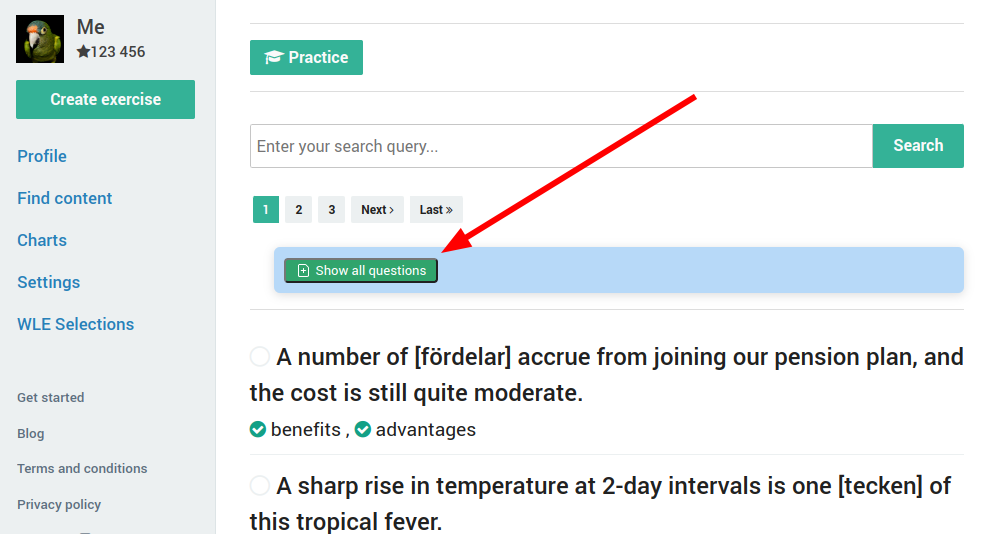 Me
123 456
Create exercise
Profile
Find content
Charts
Settings
WLE Selections
Get started
Blog
Terms and conditions
Privacy policy
Practice
Enter your search query...
Search
1 2 3 Next › Last »
Show all questions
A number of [fördelar] accrue from joining our pension plan, and
the cost is still quite moderate.
benefits , advantages
A sharp rise in temperature at 2-day intervals is one [tecken] of
this tropical fever.